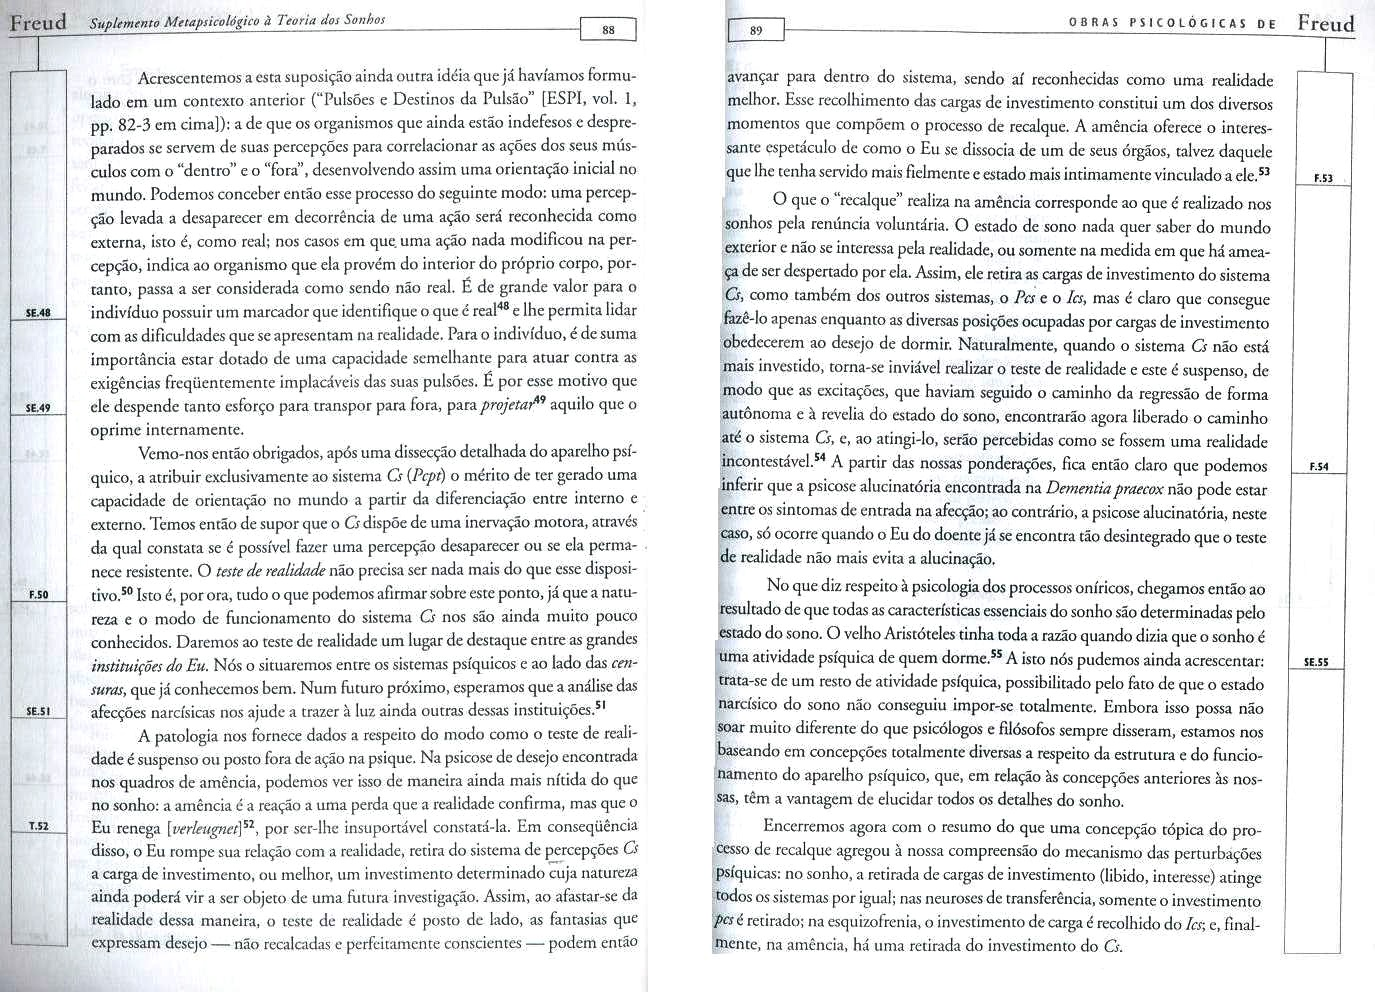 Freud Suplemento Metapsicológico à Teoria dos Sonhos 88
Acrescentemos a esta suposição ainda outra idéia que já havíamos formu-
lado em um contexto anterior (“Pulsões e Destinos da Pulsão” [ESPI, vol. 1,
pp. 82-3 em cima]): a de que os organismos que ainda estão indefesos e despre-
parados se servem de suas percepções para correlacionar as ações dos seus mús-
culos com o “dentro” e o “fora”, desenvolvendo assim uma orientação inicial no
mundo. Podemos conceber então esse processo do seguinte modo: uma percep-
ção levada a desaparecer em decorrência de uma ação será reconhecida como
externa, isto é, como real; nos casos em que uma ação nada modificou na per-
cepção, indica ao organismo que ela provém do interior do próprio corpo, por-
tanto, passa a ser considerada como sendo não real. É de grande valor para o
SE.48
indivíduo possuir um marcador que identifique o que é real48 e lhe permita lidar
com as dificuldades que se apresentam na realidade. Para o indivíduo, é de suma
importância estar dotado de uma capacidade semelhante para atuar contra as
exigências freqüentemente implacáveis das suas pulsões. É por esse motivo que
SE.49
ele despende tanto esforço para transpor para fora, para projetar49 aquilo que o
oprime internamente.
Vemo-nos então obrigados, após uma dissecção detalhada do aparelho psí-
quico, a atribuir exclusivamente ao sistema Cs (Pcpt) o mérito de ter gerado uma
capacidade de orientação no mundo a partir da diferenciação entre interno e
externo. Temos então de supor que o Cs dispõe de uma inervação motora, através
da qual constata se é possível fazer uma percepção desaparecer ou se ela perma-
nece resistente. O teste de realidade não precisa ser nada mais do que esse disposi-
F.50
tivo.50 Isto é, por ora, tudo o que podemos afirmar sobre este ponto, já que a natu-
reza e o modo de funcionamento do sistema Cs nos são ainda muito pouco
conhecidos. Daremos ao teste de realidade um lugar de destaque entre as grandes
instituições do Eu. Nós o situaremos entre os sistemas psíquicos e ao lado das cen-
suras, que já conhecemos bem. Num futuro próximo, esperamos que a análise das
SE.51
afecções narcísicas nos ajude a trazer à luz ainda outras dessas instituições.51
A patologia nos fornece dados a respeito do modo como o teste de reali-
dade é suspenso ou posto fora de ação na psique. Na psicose de desejo encontrada
nos quadros de amência, podemos ver isso de maneira ainda mais nítida do que
no sonho: a amência é a reação a uma perda que a realidade confirma, mas que o
T.52
Eu renega [verleugnet]52, por ser-lhe insuportável constatá-la. Em conseqüência
disso, o Eu rompe sua relação com a realidade, retira do sistema de percepções Cs
a carga de investimento, ou melhor, um investimento determinado cuja natureza
ainda poderá vir a ser objeto de uma futura investigação. Assim, ao afastar-se da
realidade dessa maneira, o teste de realidade é posto de lado, as fantasias que
expressam desejo — não recalcadas e perfeitamente conscientes — podem então
89 OBRAS PSICOLÓGICAS DE Freud
avançar para dentro do sistema, sendo aí reconhecidas como uma realidade
melhor. Esse recolhimento das cargas de investimento constitui um dos diversos
momentos que compõem o processo de recalque. A amência oferece o interes-
sante espetáculo de como o Eu se dissocia de um de seus órgãos, talvez daquele
que lhe tenha servido mais fielmente e estado mais intimamente vinculado a ele.53
F.53
O que o “recalque” realiza na amência corresponde ao que é realizado nos
sonhos pela renúncia voluntária. O estado de sono nada quer saber do mundo
exterior e não se interessa pela realidade, ou somente na medida em que há amea-
ça de ser despertado por ela. Assim, ele retira as cargas de investimento do sistema
Cs, como também dos outros sistemas, o Pcs e o Ics, mas é claro que consegue
fazê-lo apenas enquanto as diversas posições ocupadas por cargas de investimento
obedecerem ao desejo de dormir. Naturalmente, quando o sistema Cs não está
mais investido, torna-se inviável realizar o teste de realidade e este é suspenso, de
modo que as excitações, que haviam seguido o caminho da regressão de forma
autônoma e à revelia do estado do sono, encontrarão agora liberado o caminho
até o sistema Cs, e, ao atingi-lo, serão percebidas como se fossem uma realidade
incontestável.54 A partir das nossas ponderações, fica então claro que podemos
F.54
inferir que a psicose alucinatória encontrada na Dementia praecox não pode estar
entre os sintomas de entrada na afecção; ao contrário, a psicose alucinatória, neste
caso, só ocorre quando o Eu do doente já se encontra tão desintegrado que o teste
de realidade não mais evita a alucinação.
No que diz respeito à psicologia dos processos oníricos, chegamos então ao
resultado de que todas as características essenciais do sonho são determinadas pelo
estado do sono. O velho Aristóteles tinha toda a razão quando dizia que o sonho é
uma atividade psíquica de quem dorme.55 A isto nós pudemos ainda acrescentar:
SE.55
trata-se de um resto de atividade psíquica, possibilitado pelo fato de que o estado
narcísico do sono não conseguiu impor-se totalmente. Embora isso possa não
soar muito diferente do que psicólogos e filósofos sempre disseram, estamos nos
baseando em concepções totalmente diversas a respeito da estrutura e do funcio-
namento do aparelho psíquico, que, em relação às concepções anteriores às nos-
sas, têm a vantagem de elucidar todos os detalhes do sonho.
Encerremos agora com o resumo do que uma concepção tópica do pro-
cesso de recalque agregou à nossa compreensão do mecanismo das perturbações
psíquicas: no sonho, a retirada de cargas de investimento (libido, interesse) atinge
todos os sistemas por igual; nas neuroses de transferência, somente o investimento
pcs é retirado; na esquizofrenia, o investimento de carga é recolhido do Ics; e, final-
mente, na amência, há uma retirada do investimento do Cs.